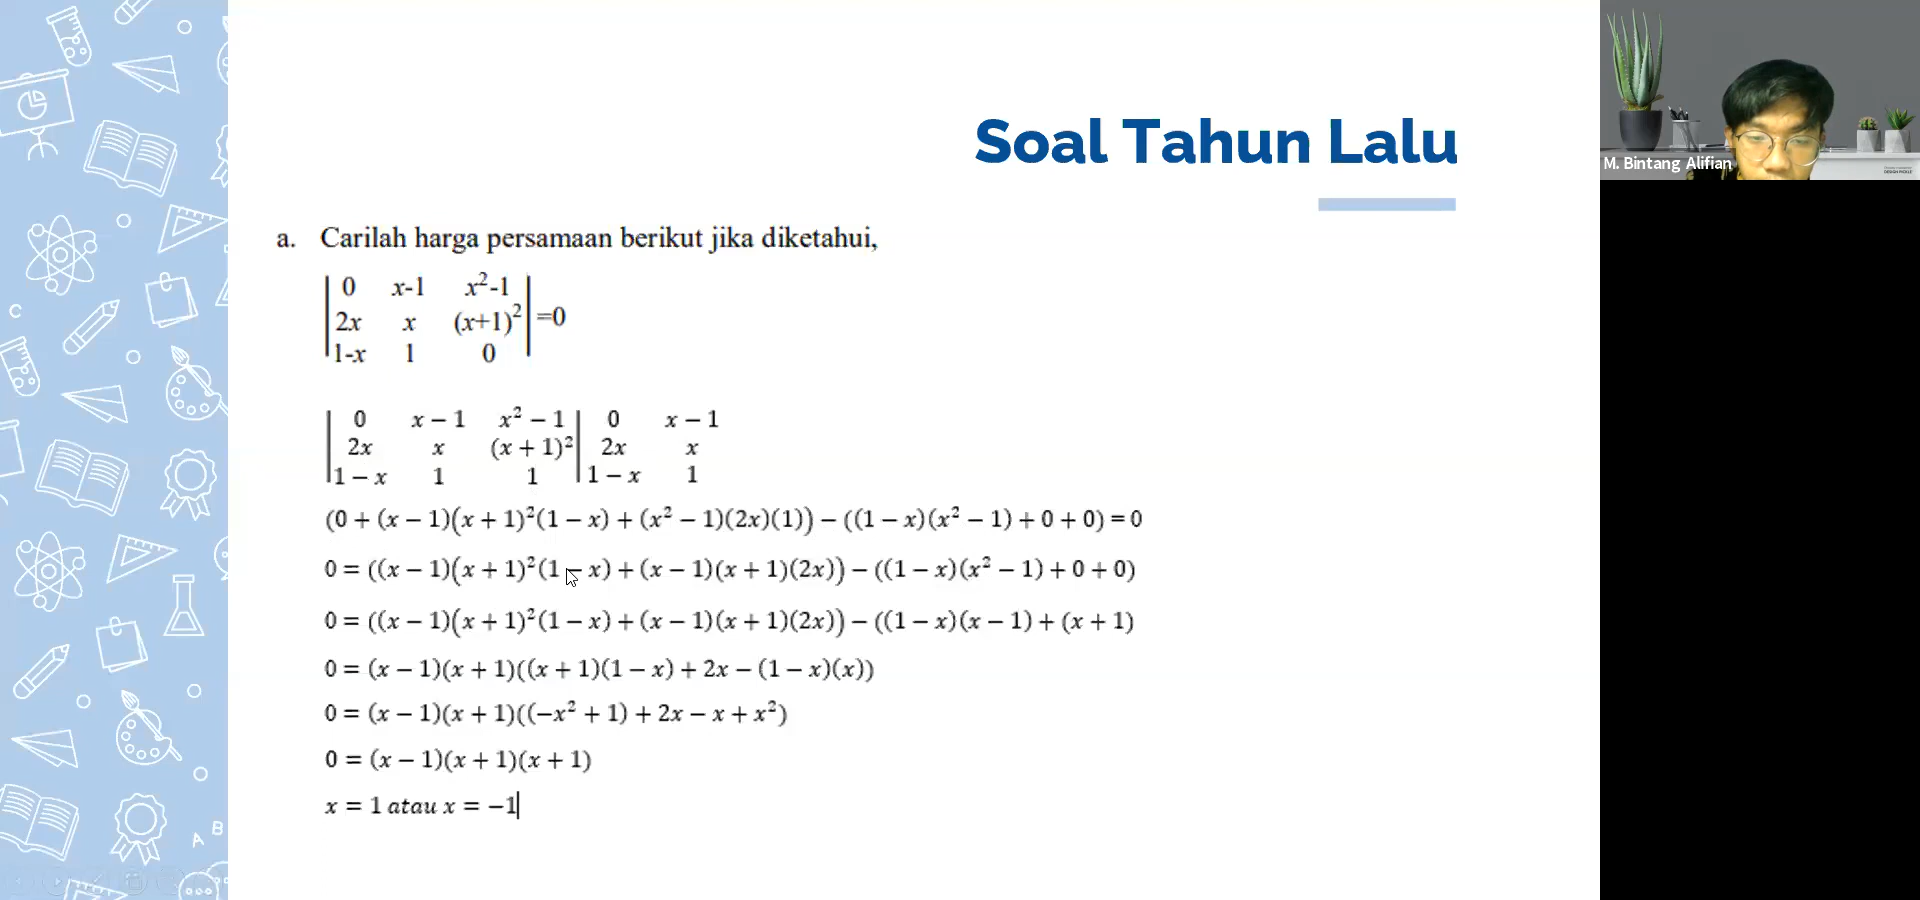 Soal Tahun Lalu
M. Bintang Alifian
a. Carilah harga persamaan berikut jika diketahui,
| 0 x-1 x²-1 |
| 2x x (x+1)² | =0
| 1-x 1 0 |
| 0 x − 1 x² − 1 | 0 x − 1
| 2x x (x + 1)² | 2x x
| 1 − x 1 1 | 1 − x 1
(0 + (x − 1)(x + 1)²(1 − x) + (x² − 1)(2x)(1)) − ((1 − x)(x² − 1) + 0 + 0) = 0
0 = ((x − 1)(x + 1)²(1 − x) + (x − 1)(x + 1)(2x)) − ((1 − x)(x² − 1) + 0 + 0)
0 = ((x − 1)(x + 1)²(1 − x) + (x − 1)(x + 1)(2x)) − ((1 − x)(x − 1) + (x + 1)
0 = (x − 1)(x + 1)((x + 1)(1 − x) + 2x − (1 − x)(x))
0 = (x − 1)(x + 1)((−x² + 1) + 2x − x + x²)
0 = (x − 1)(x + 1)(x + 1)
x = 1 atau x = −1